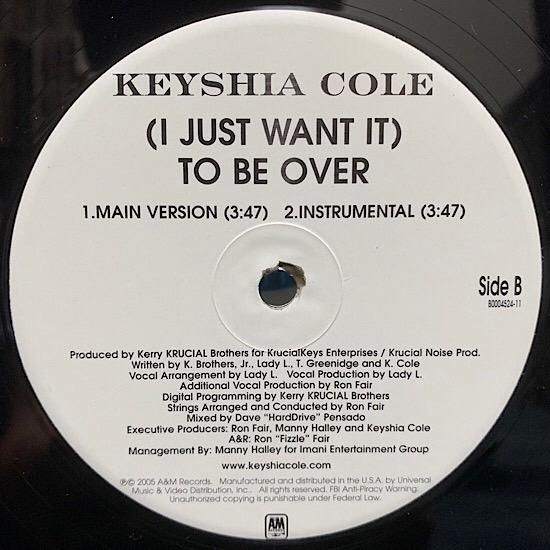 KEYSHIA COLE
(I JUST WANT IT)
TO BE OVER
1.MAIN VERSION (3:47) 2.INSTRUMENTAL (3:47)
Side B
B0004524-11
Produced by Kerry KRUCIAL Brothers for KrucialKeys Enterprises / Krucial Noise Prod.
Written by K. Brothers, Jr., Lady L., T. Greenidge and K. Cole
Vocal Arrangement by Lady L. Vocal Production by Lady L.
Additional Vocal Production by Ron Fair
Digital Programming by Kerry KRUCIAL Brothers
Strings Arranged and Conducted by Ron Fair
Mixed by Dave "HardDrive" Pensado
Executive Producers: Ron Fair, Manny Halley and Keyshia Cole
A&R: Ron "Fizzle" Fair
Management By: Manny Halley for Imani Entertainment Group
www.keyshiacole.com
℗© 2005 A&M Records. Manufactured and distributed in the U.S.A. by Universal
Music & Video Distribution, Inc.. All rights reserved. FBI Anti-Piracy Warning:
Unauthorized copying is punishable under Federal Law.
AM